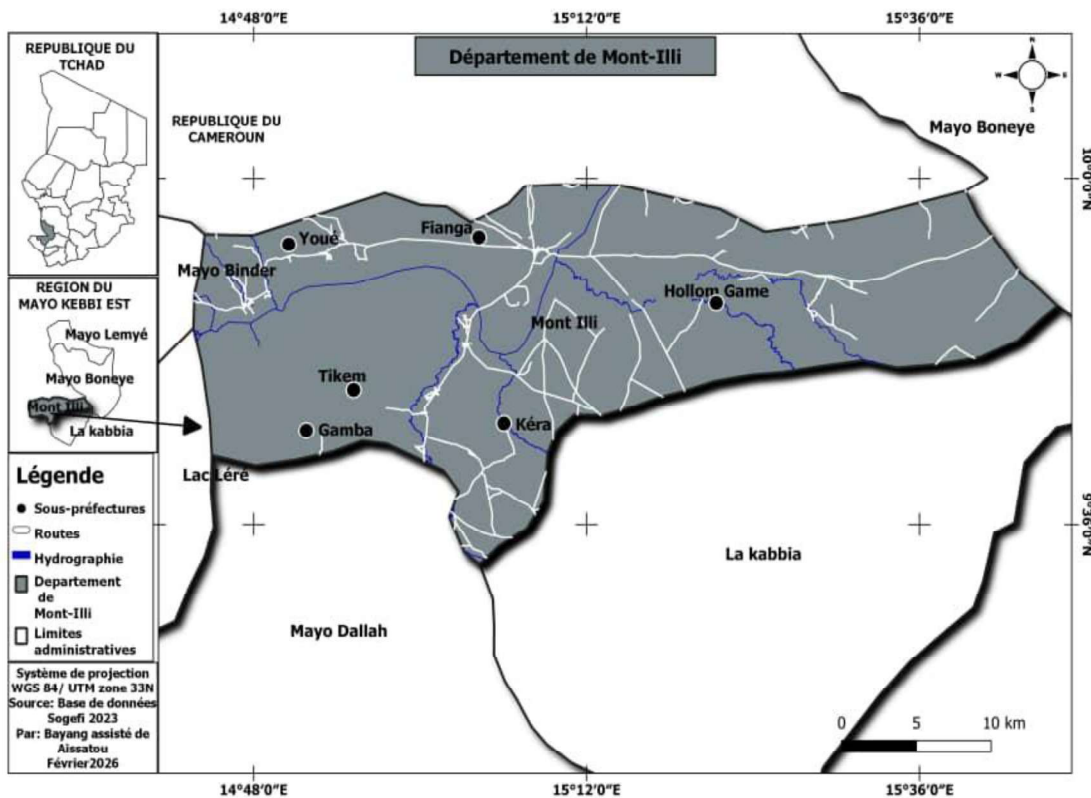 14°48'0"E
15°12'0"E
15°36'0"E
Département de Mont-Illi
REPUBLIQUE DU
TCHAD
REPUBLIQUE DU
CAMEROUN
N
W
E
S
Mayo Boneye
10°0'0"N
Youé
Fianga
Mayo Binder
Hollom Game
Mont Illi
Tikem
Gamba
Kéra
Lac Léré
9°36'0"N
La kabbia
Mayo Dallah
REGION DU
MAYO KEBBI EST
Mayo Lemyé
Mayo Boneye
Mont Illi
La kabbia
Légende
Sous-préfectures
Routes
Hydrographie
Departement
de
Mont-Illi
Limites
administratives
Système de projection
WGS 84/ UTM zone 33N
Source: Base de données
Sogefi 2023
Par: Bayang assisté de
Aissatou
Février2026
0 5 10 km
14°48'0"E
15°12'0"E
15°36'0"E